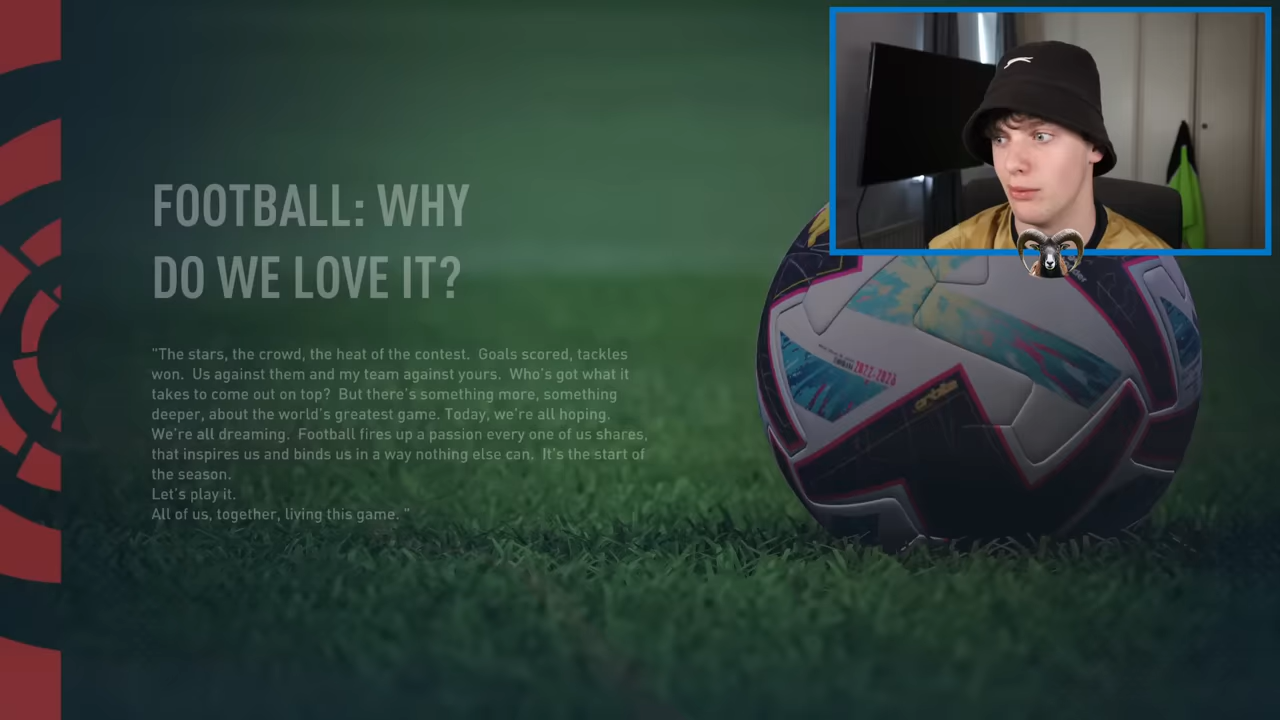 FOOTBALL: WHY
DO WE LOVE IT?
"The stars, the crowd, the heat of the contest. Goals scored, tackles
won. Us against them and my team against yours. Who's got what it
takes to come out on top? But there's something more, something
deeper, about the world's greatest game. Today, we're all hoping.
We're all dreaming. Football fires up a passion every one of us shares,
that inspires us and binds us in a way nothing else can. It's the start of
the season.
Let's play it.
All of us, together, living this game. "
2022-2023
orbita